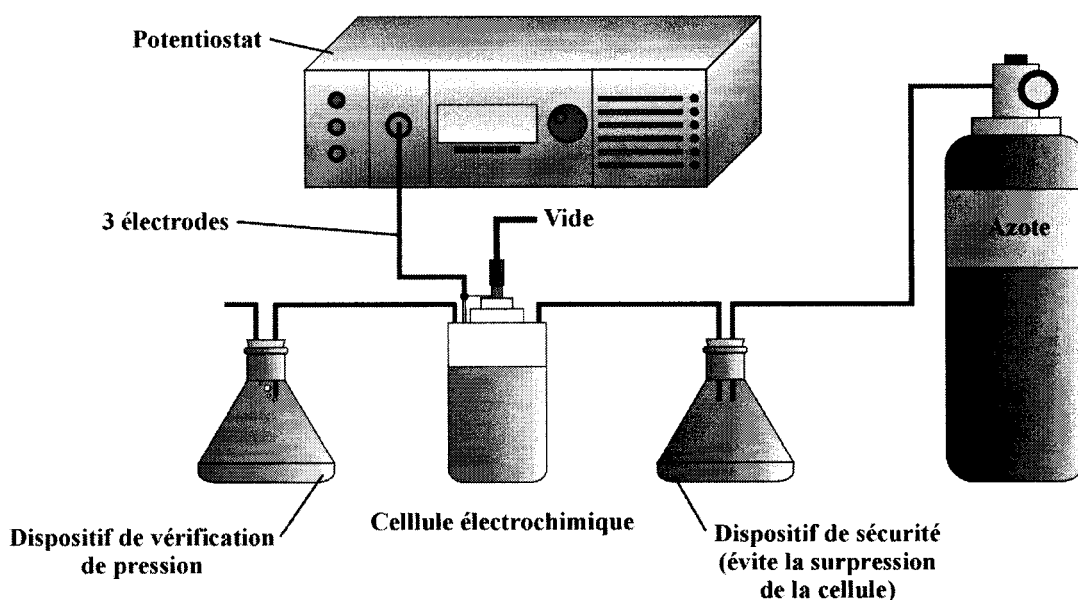 Potentiostat
3 électrodes
Vide
Azote
Dispositif de vérification
de pression
Celllule électrochimique
Dispositif de sécurité
(évite la surpression
de la cellule)